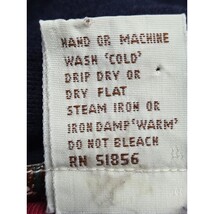 HAND OR MACHINE
WASH 'COLD'
DRIP DRY OR
DRY FLAT
STEAM IRON OR
IRON DAMP 'WARM'
DO NOT BLEACH
RN 51856